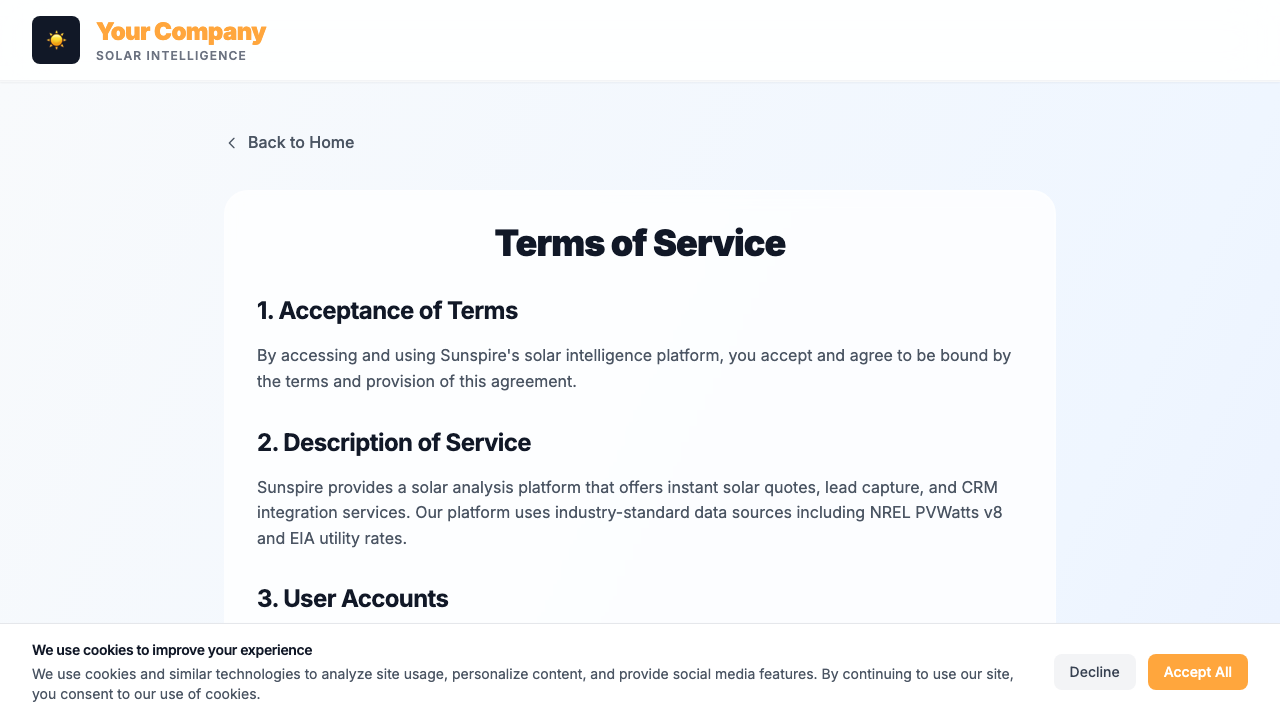 Your Company
SOLAR INTELLIGENCE
Back to Home
Terms of Service
1. Acceptance of Terms
By accessing and using Sunspire's solar intelligence platform, you accept and agree to be bound by
the terms and provision of this agreement.
2. Description of Service
Sunspire provides a solar analysis platform that offers instant solar quotes, lead capture, and CRM
integration services. Our platform uses industry-standard data sources including NREL PVWatts v8
and EIA utility rates.
3. User Accounts
We use cookies to improve your experience
We use cookies and similar technologies to analyze site usage, personalize content, and provide social media features. By continuing to use our site,
you consent to our use of cookies.
Decline
Accept All